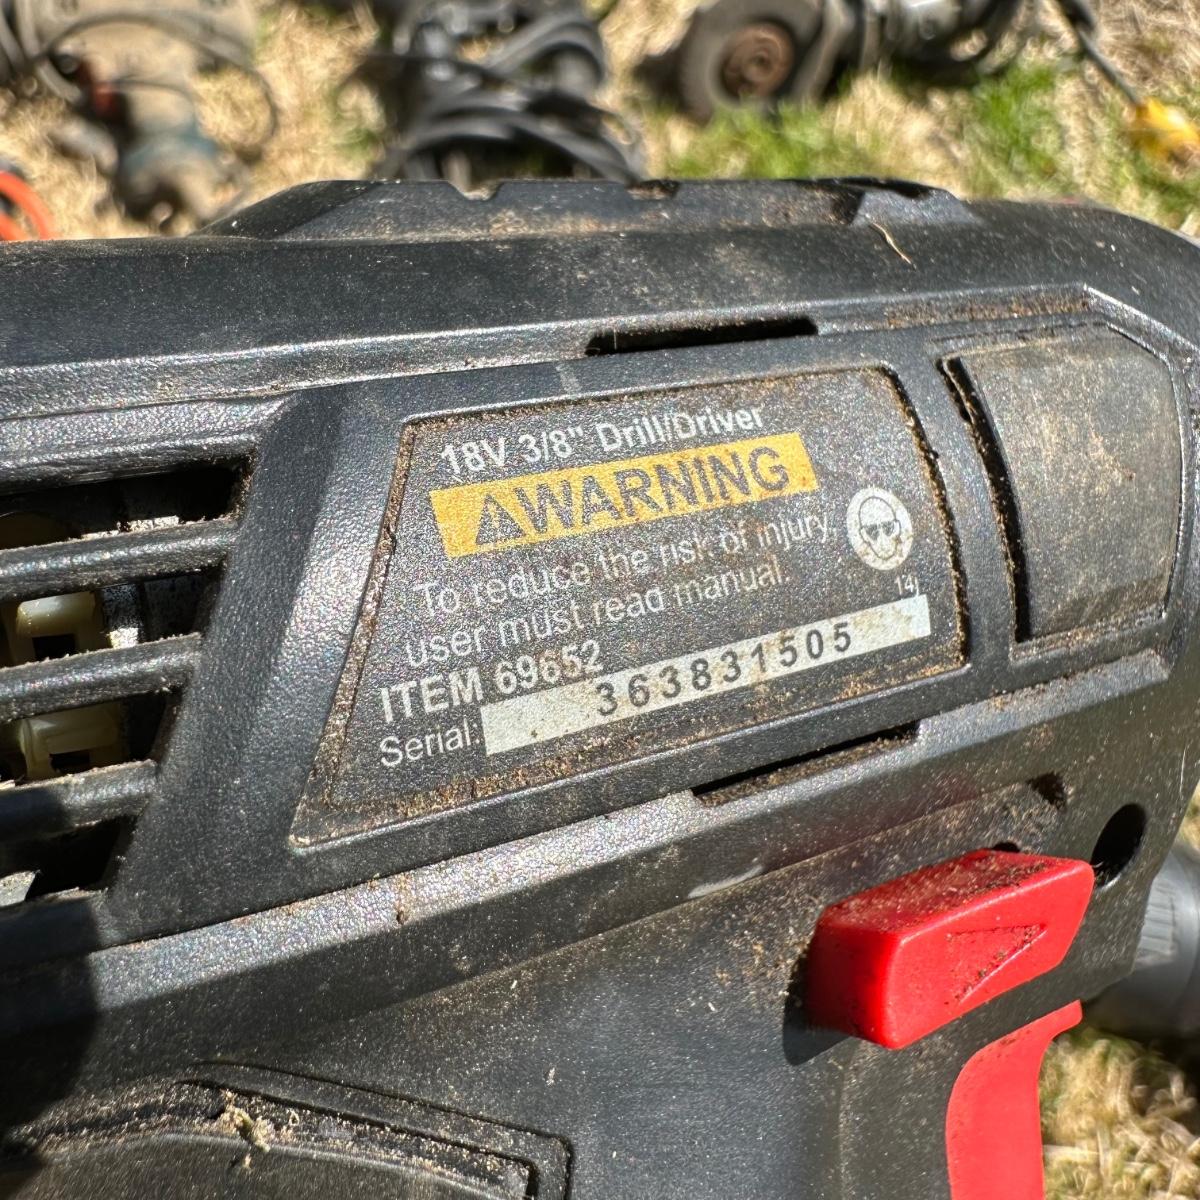 18V 3/8" Drill/Driver
⚠WARNING
To reduce the risk of injury,
user must read manual.
14j
ITEM 69652
Serial: 363831505